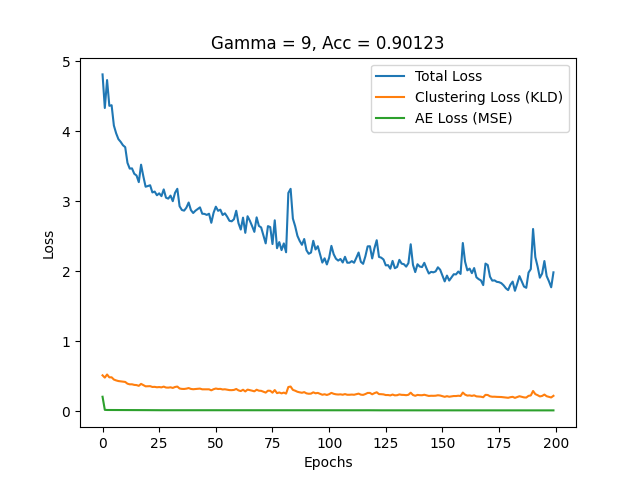 Gamma = 9, Acc = 0.90123
Total Loss
Clustering Loss (KLD)
AE Loss (MSE)
5
4
3
2
1
0
Loss
0 25 50 75 100 125 150 175 200
Epochs